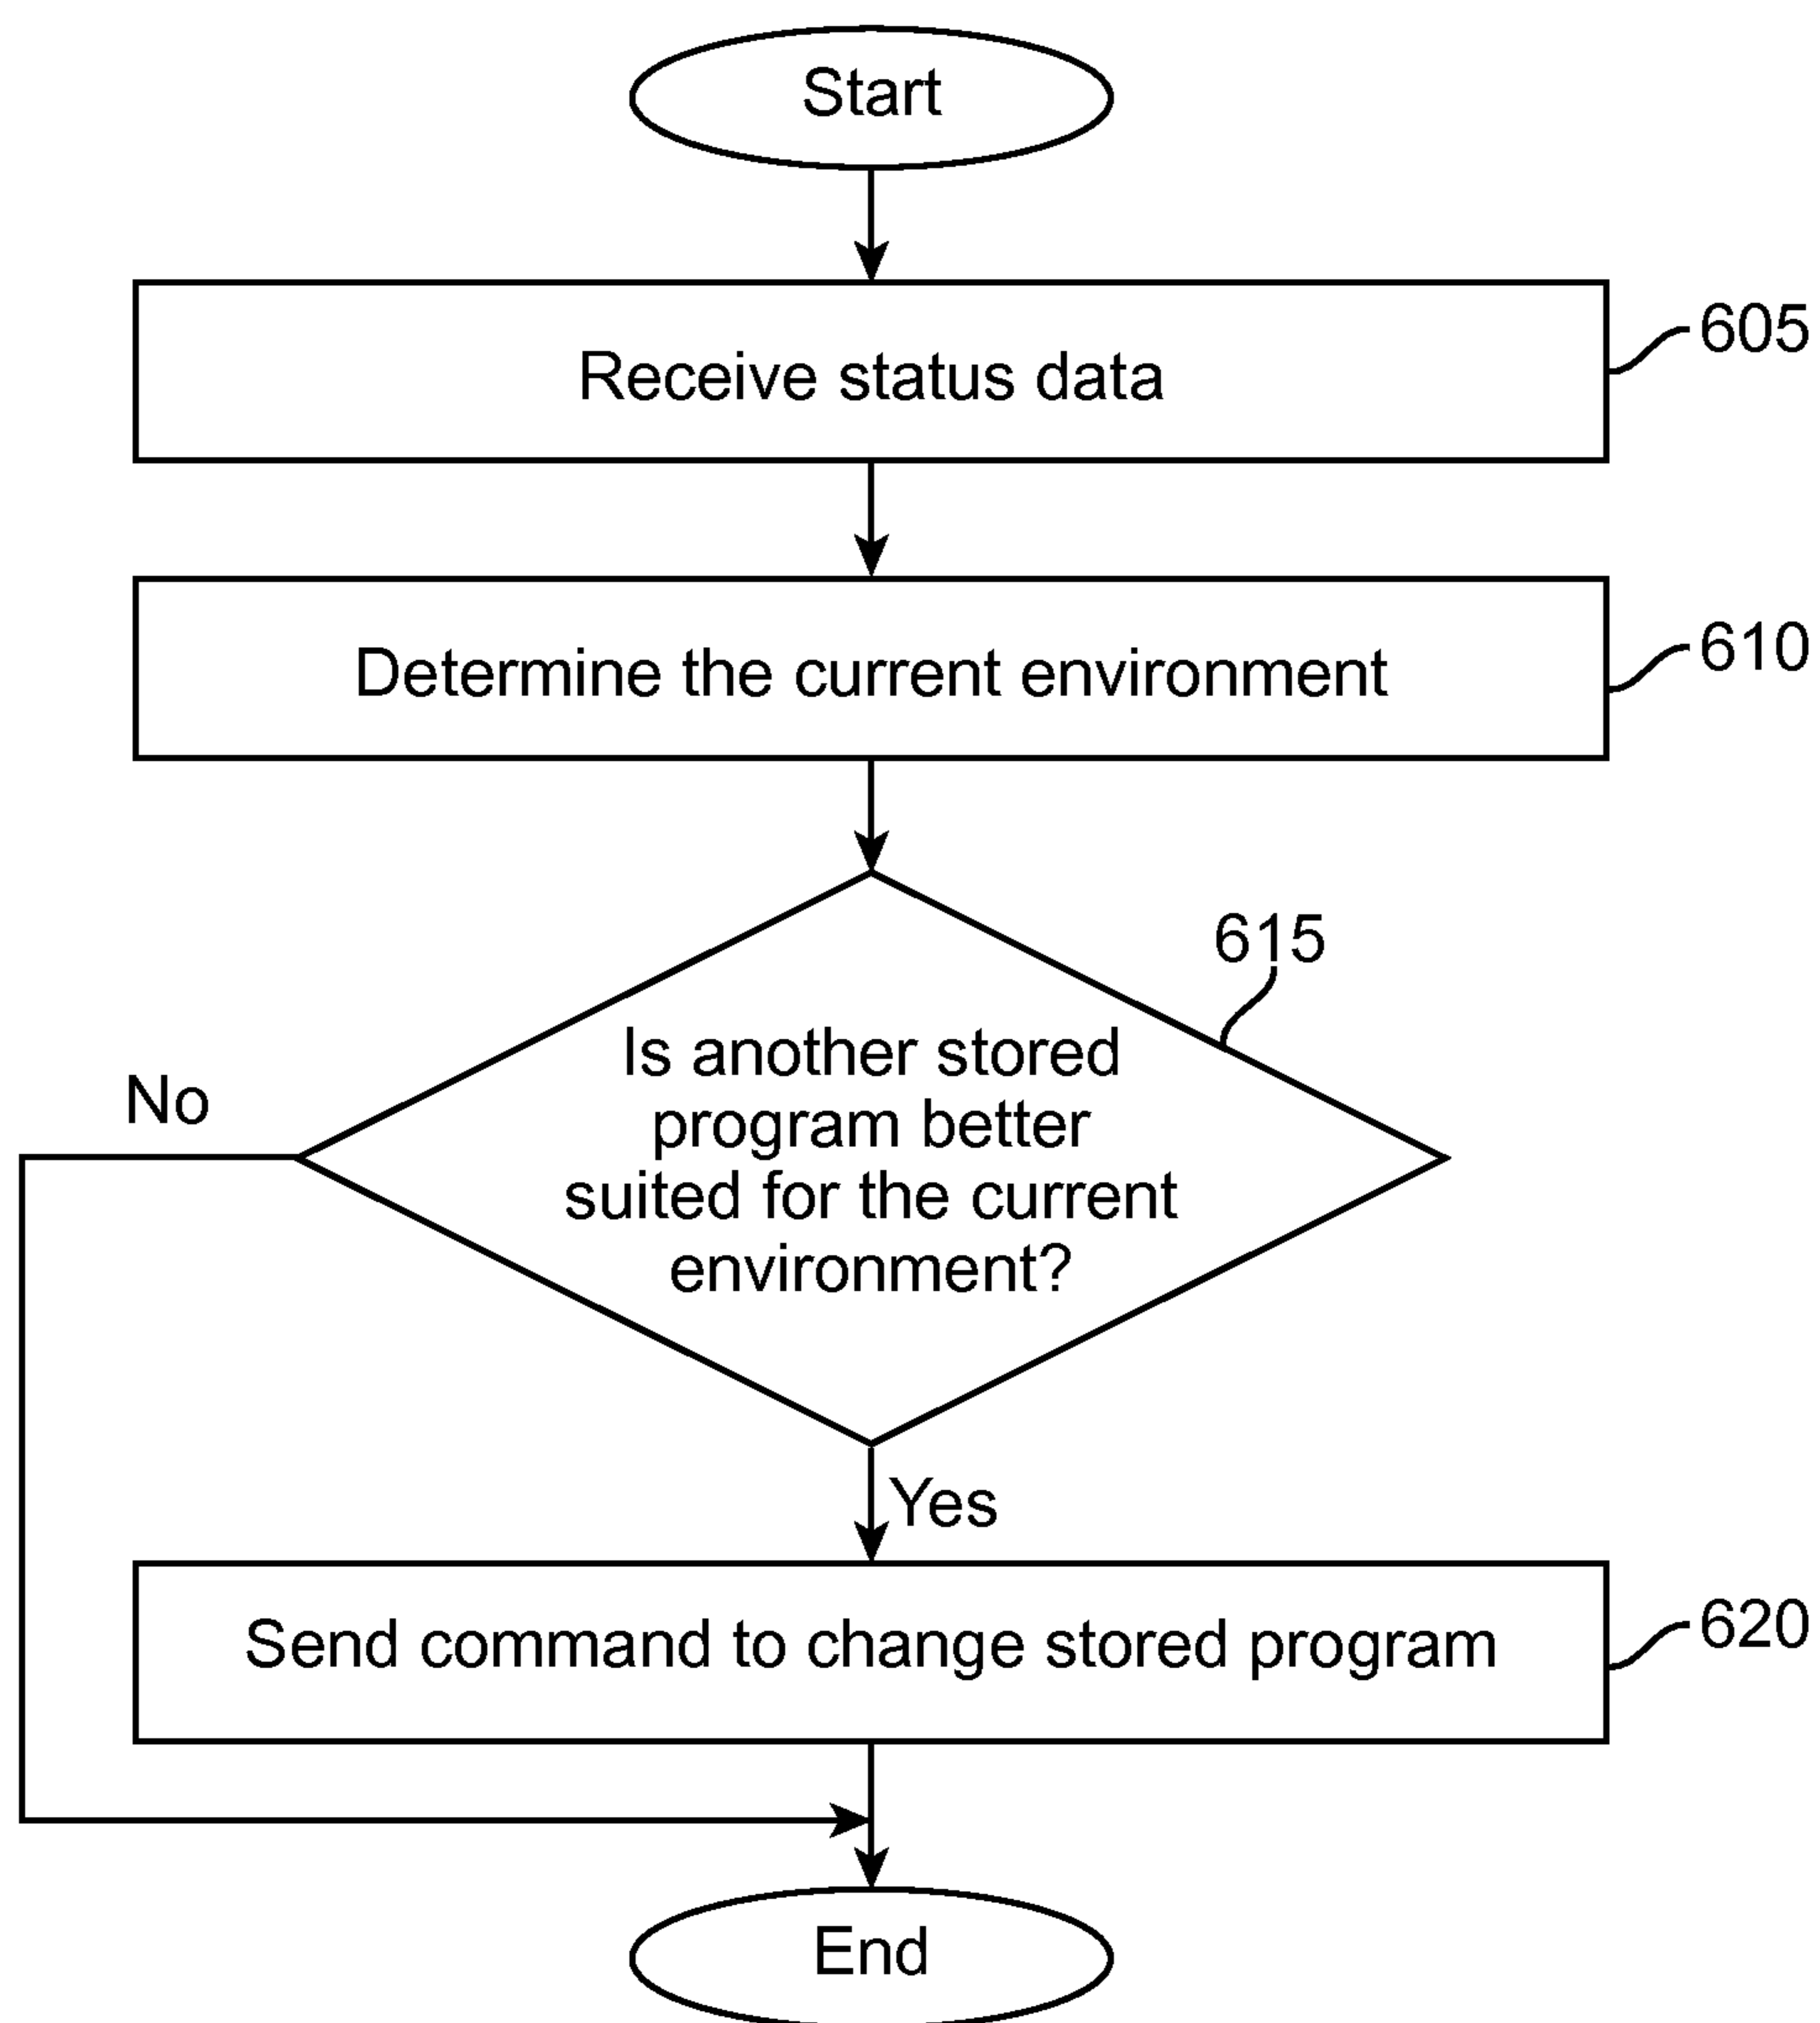 Start
Receive status data
605
Determine the current environment
610
615
Is another stored
program better
suited for the current
environment?
No
Yes
Send command to change stored program
620
End